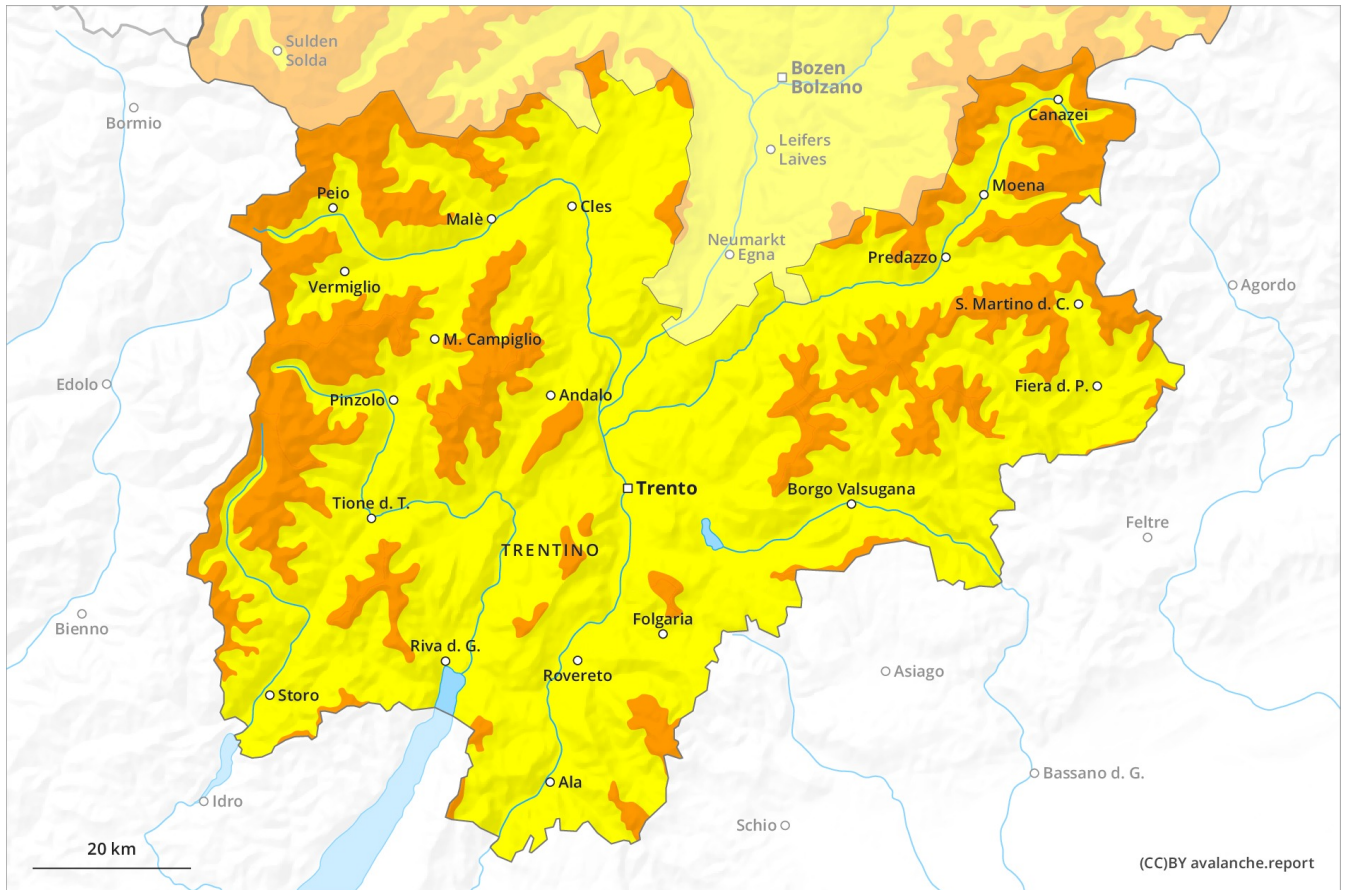 Sulden
Solda
Bozen
Bolzano
Bormio
Canazei
Leifers
Laives
Peio
Moena
Malè
Cles
Neumarkt
Egna
Predazzo
Vermiglio
Agordo
S. Martino d. C.
M. Campiglio
Edolo
Fiera d. P.
Pinzolo
Andalo
Trento
Borgo Valsugana
Tione d. T.
Feltre
TRENTINO
Bienno
Folgaria
Riva d. G.
Asiago
Rovereto
Storo
Bassano d. G.
Ala
Idro
Schio
20 km
(CC)BY avalanche.report